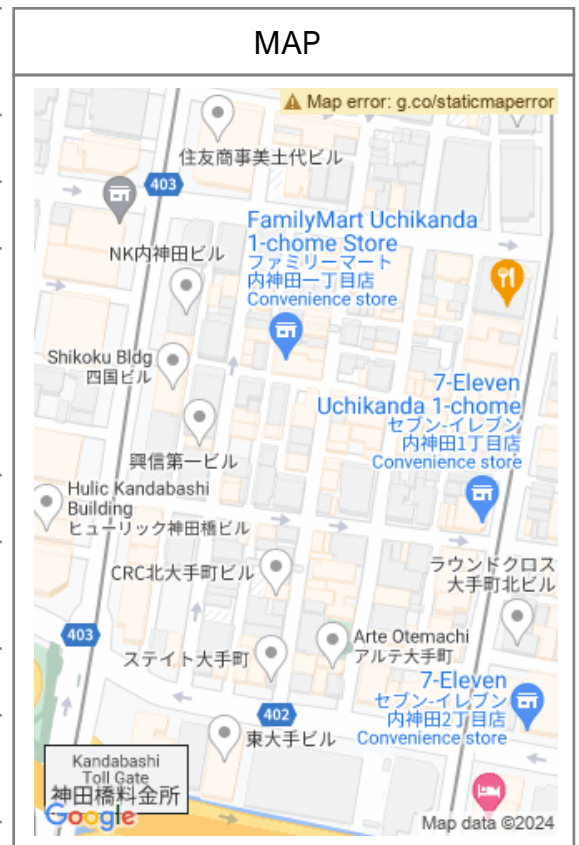 MAP
Map error: g.co/staticmaperror
住友商事美土代ビル
403
FamilyMart Uchikanda
1-chome Store
ファミリーマート
内神田一丁目店
Convenience store
NK内神田ビル
Shikoku Bldg
四国ビル
7-Eleven
Uchikanda 1-chome
セブン-イレブン
内神田1丁目店
Convenience store
興信第一ビル
Hulic Kandabashi
Building
ヒューリック神田橋ビル
CRC北大手町ビル
ラウンドクロス
大手町北ビル
403
Arte Otemachi
アルテ大手町
ステイト大手町
7-Eleven
セブン-イレブン
内神田2丁目店
Convenience store
402
東大手ビル
Kandabashi
Toll Gate
神田橋料金所
Google
Map data ©2024